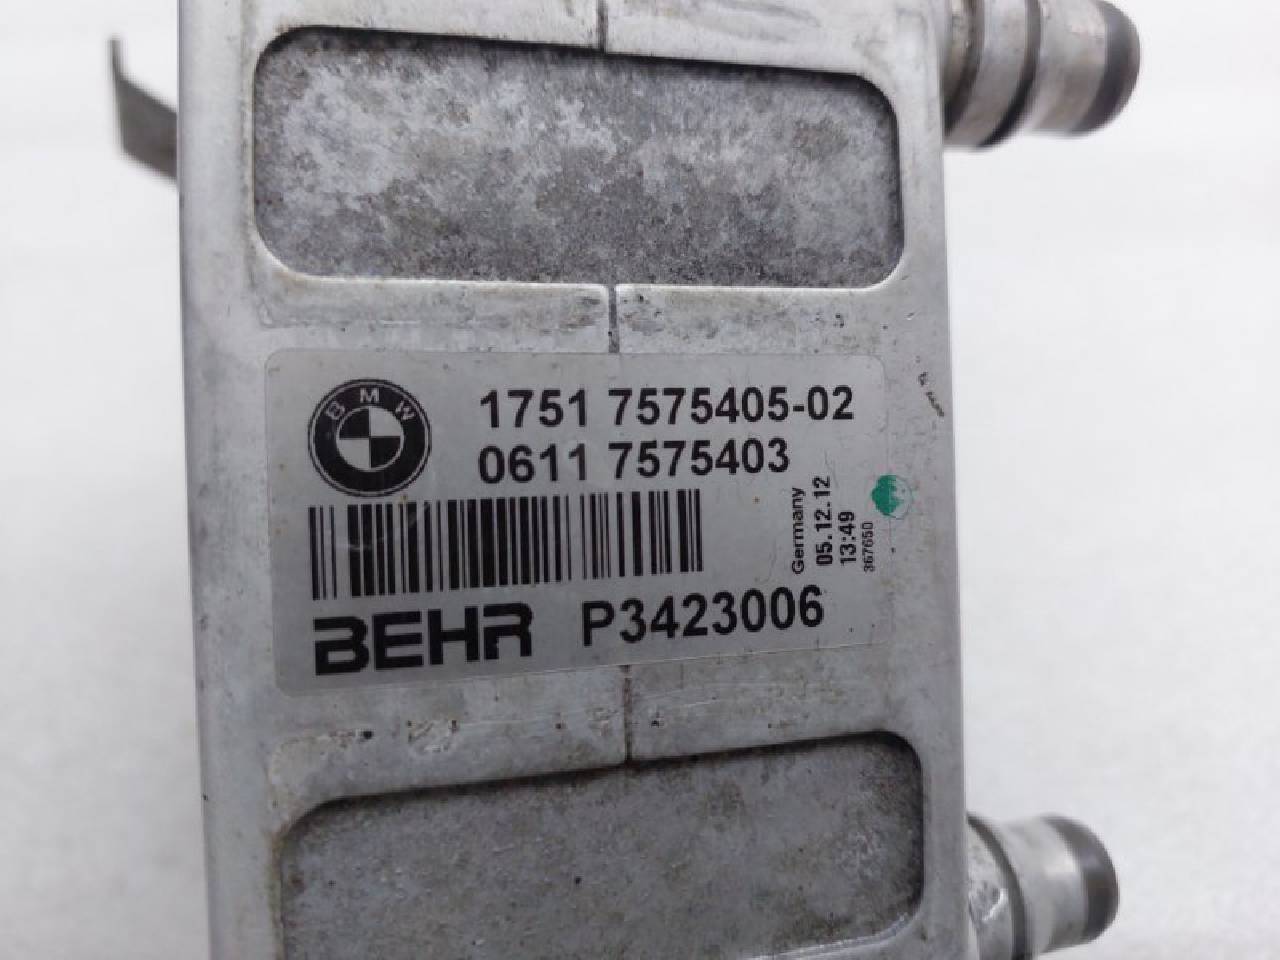 BMW
1751 7575405-02
0611 7575403
Germany
05.12.12
13:49
367650
BEHR P3423006